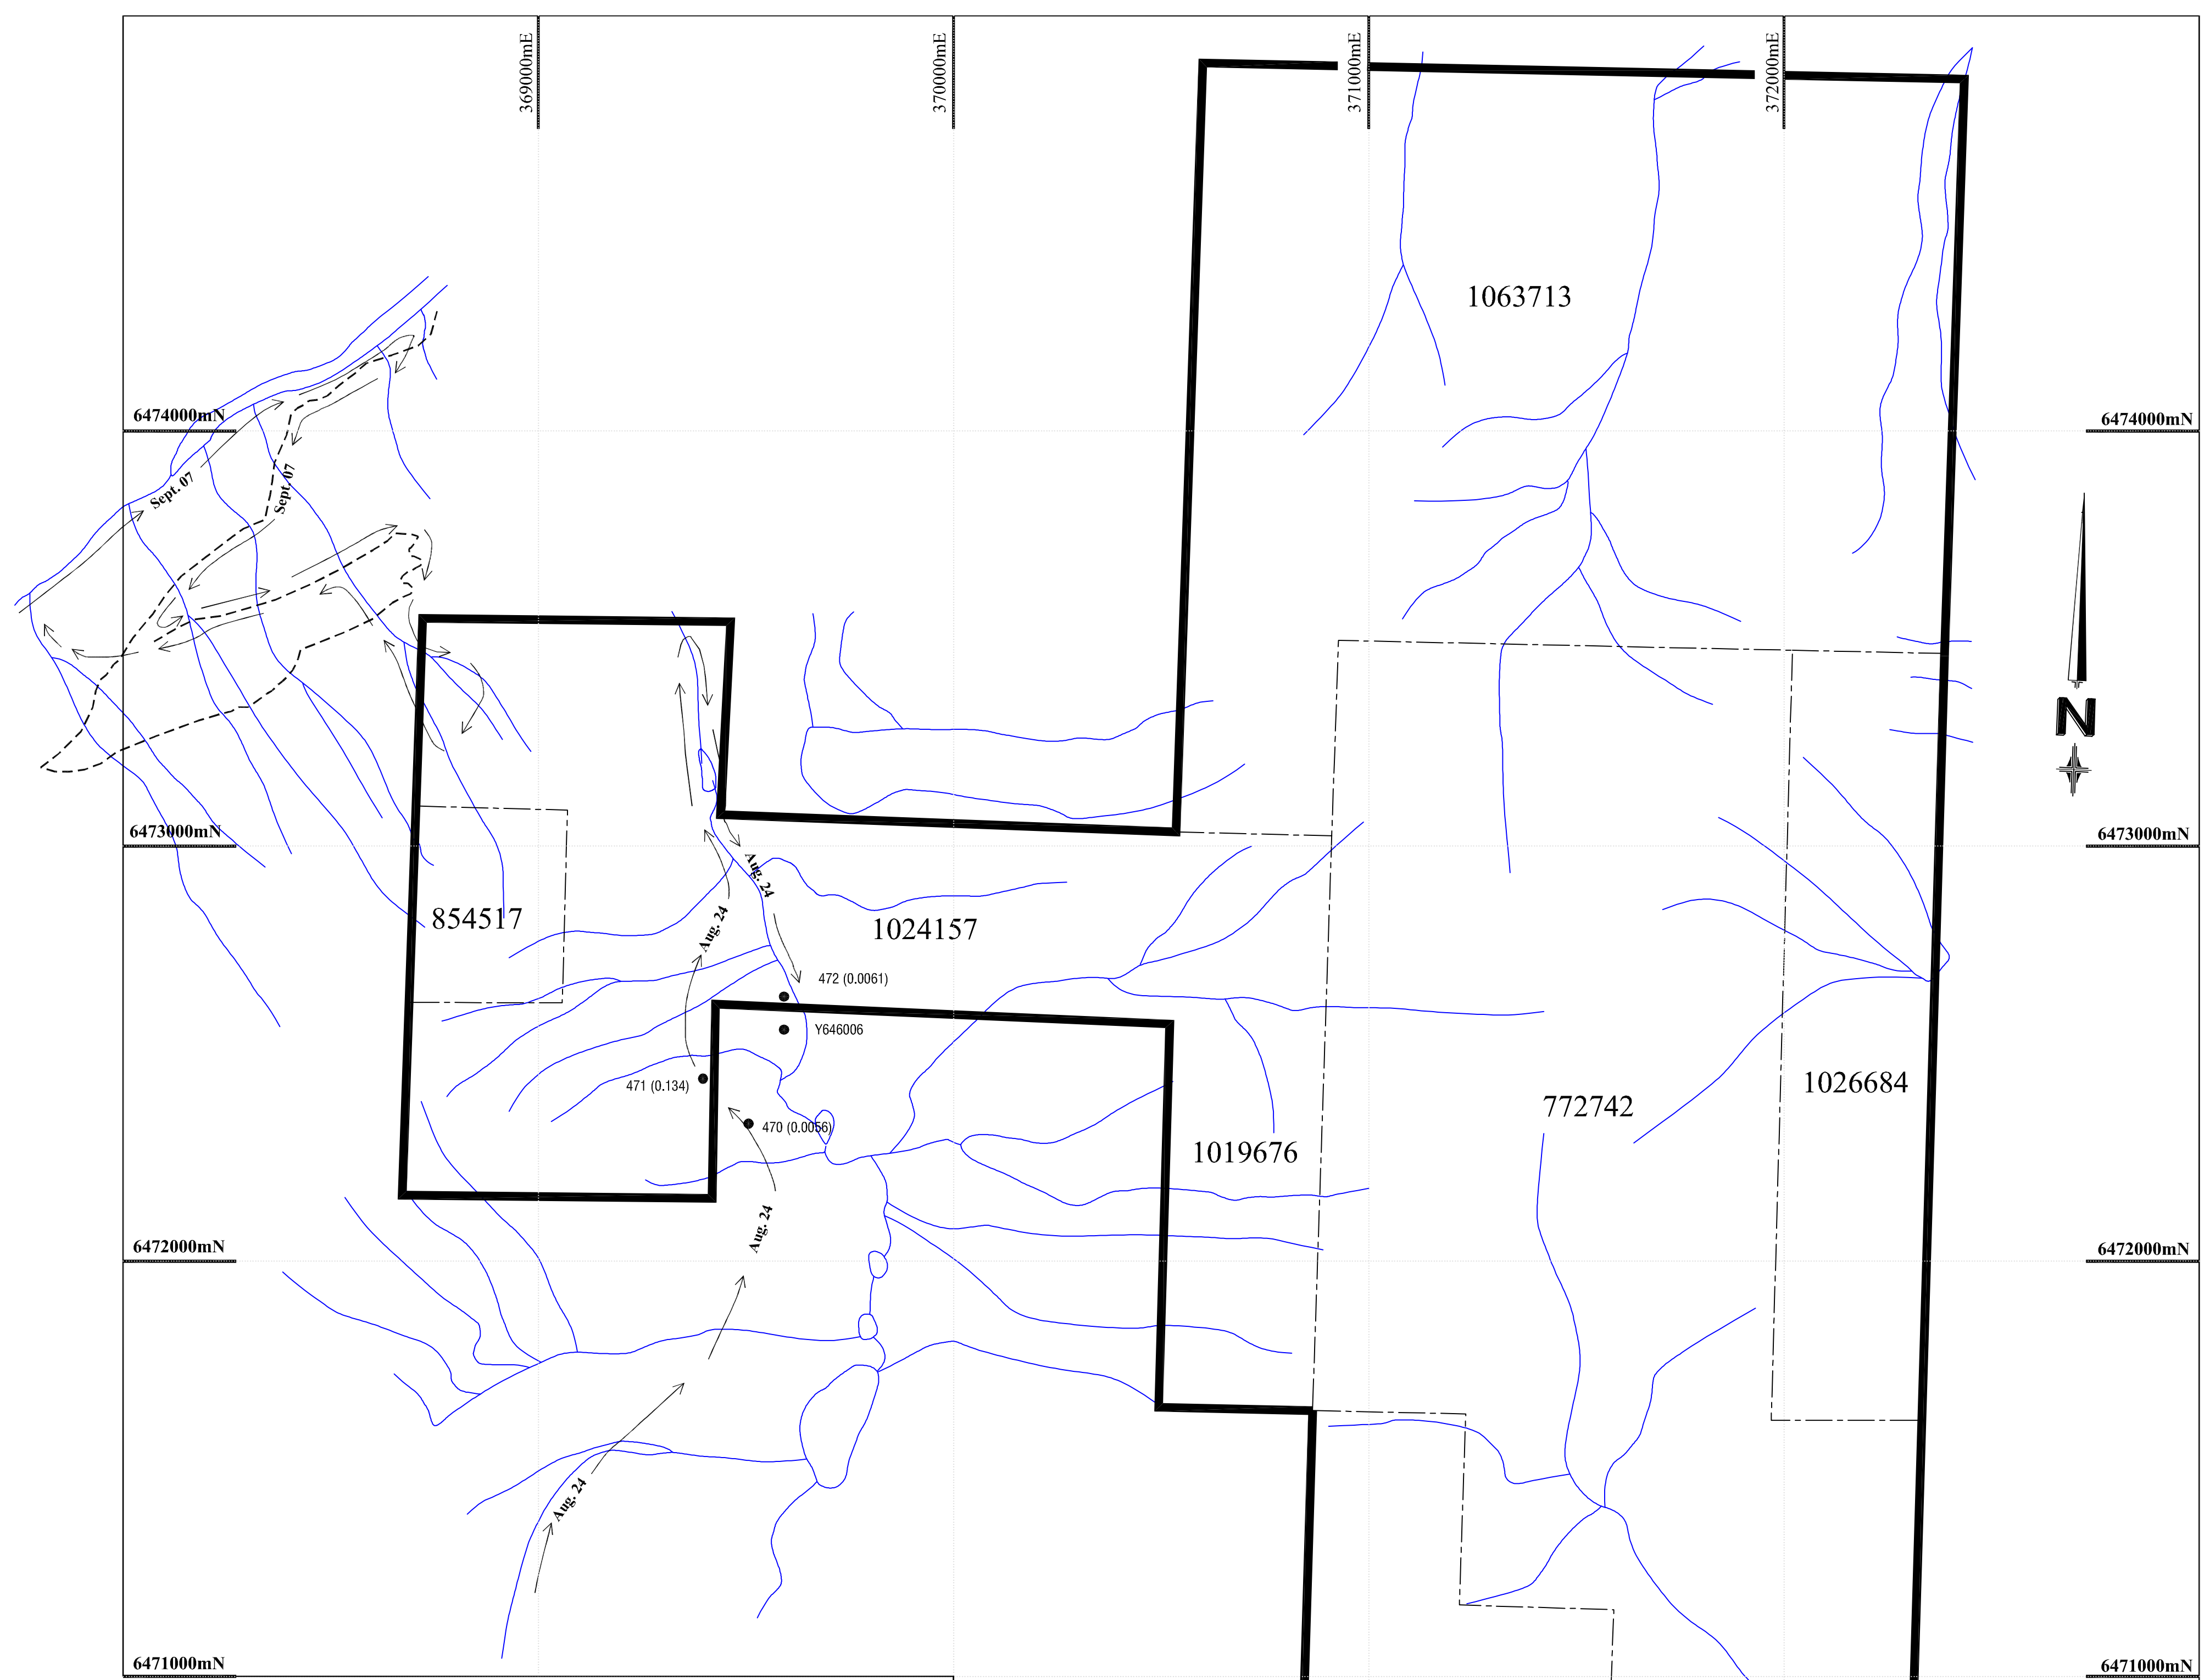 369000mE
370000mE
371000mE
372000mE
1063713
6474000mN
6474000mN
Sept. 07
Sept. 07
N
6473000mN
6473000mN
Aug. 24
854517
Aug. 24
1024157
472 (0.0061)
Y646006
471 (0.134)
1026684
772742
470 (0.0056)
1019676
Aug. 24
6472000mN
6472000mN
Aug. 24
6471000mN
6471000mN